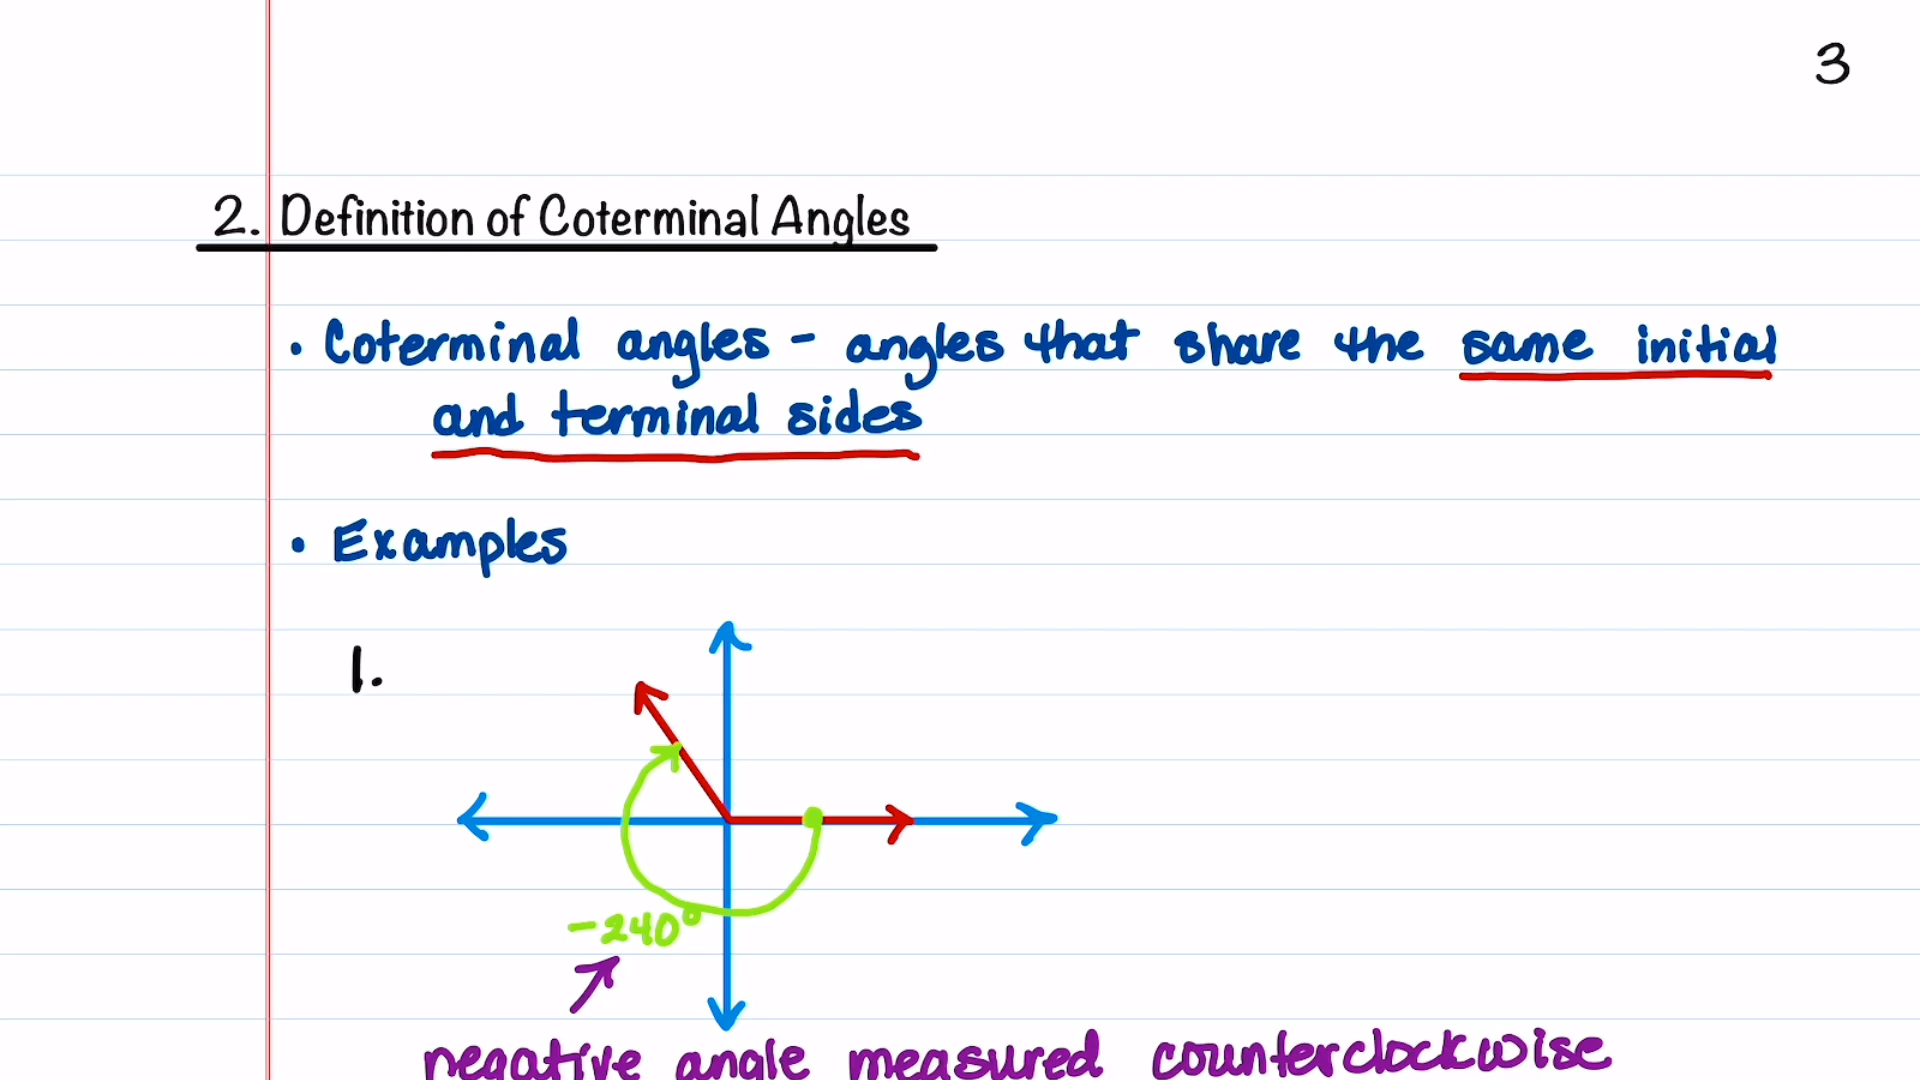 3
2. Definition of Coterminal Angles
• Coterminal angles - angles that share the same initial
and terminal sides
• Examples
1.
-240°
negative angle measured counterclockwise